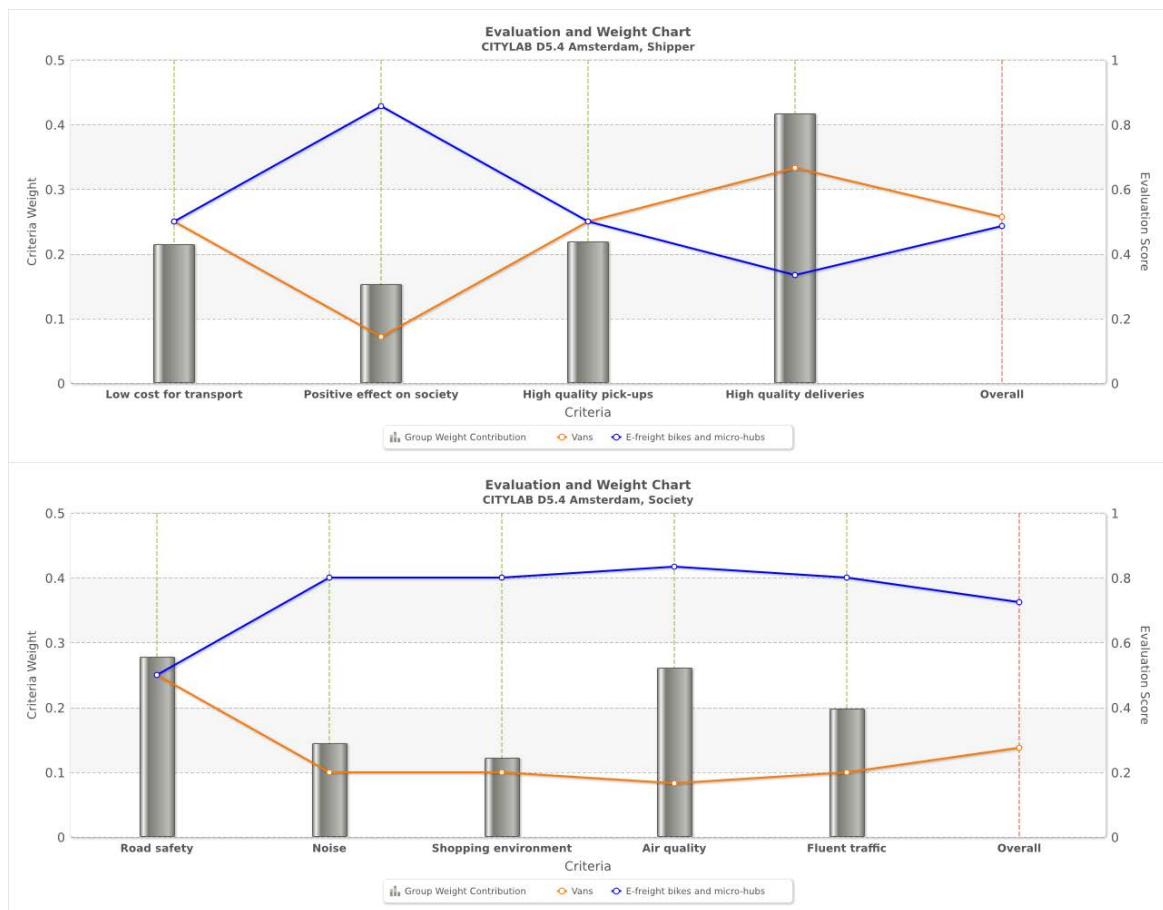 Evaluation and Weight Chart
CITYLAB D5.4 Amsterdam, Shipper
0.5
0.4
0.3
0.2
0.1
0
Criteria Weight
1
0.8
0.6
0.4
0.2
0
Evaluation Score
Low cost for transport Positive effect on society High quality pick-ups High quality deliveries Overall
Criteria
Group Weight Contribution Vans E-freight bikes and micro-hubs
Evaluation and Weight Chart
CITYLAB D5.4 Amsterdam, Society
0.5
0.4
0.3
0.2
0.1
0
Criteria Weight
1
0.8
0.6
0.4
0.2
0
Evaluation Score
Road safety Noise Shopping environment Air quality Fluent traffic Overall
Criteria
Group Weight Contribution Vans E-freight bikes and micro-hubs